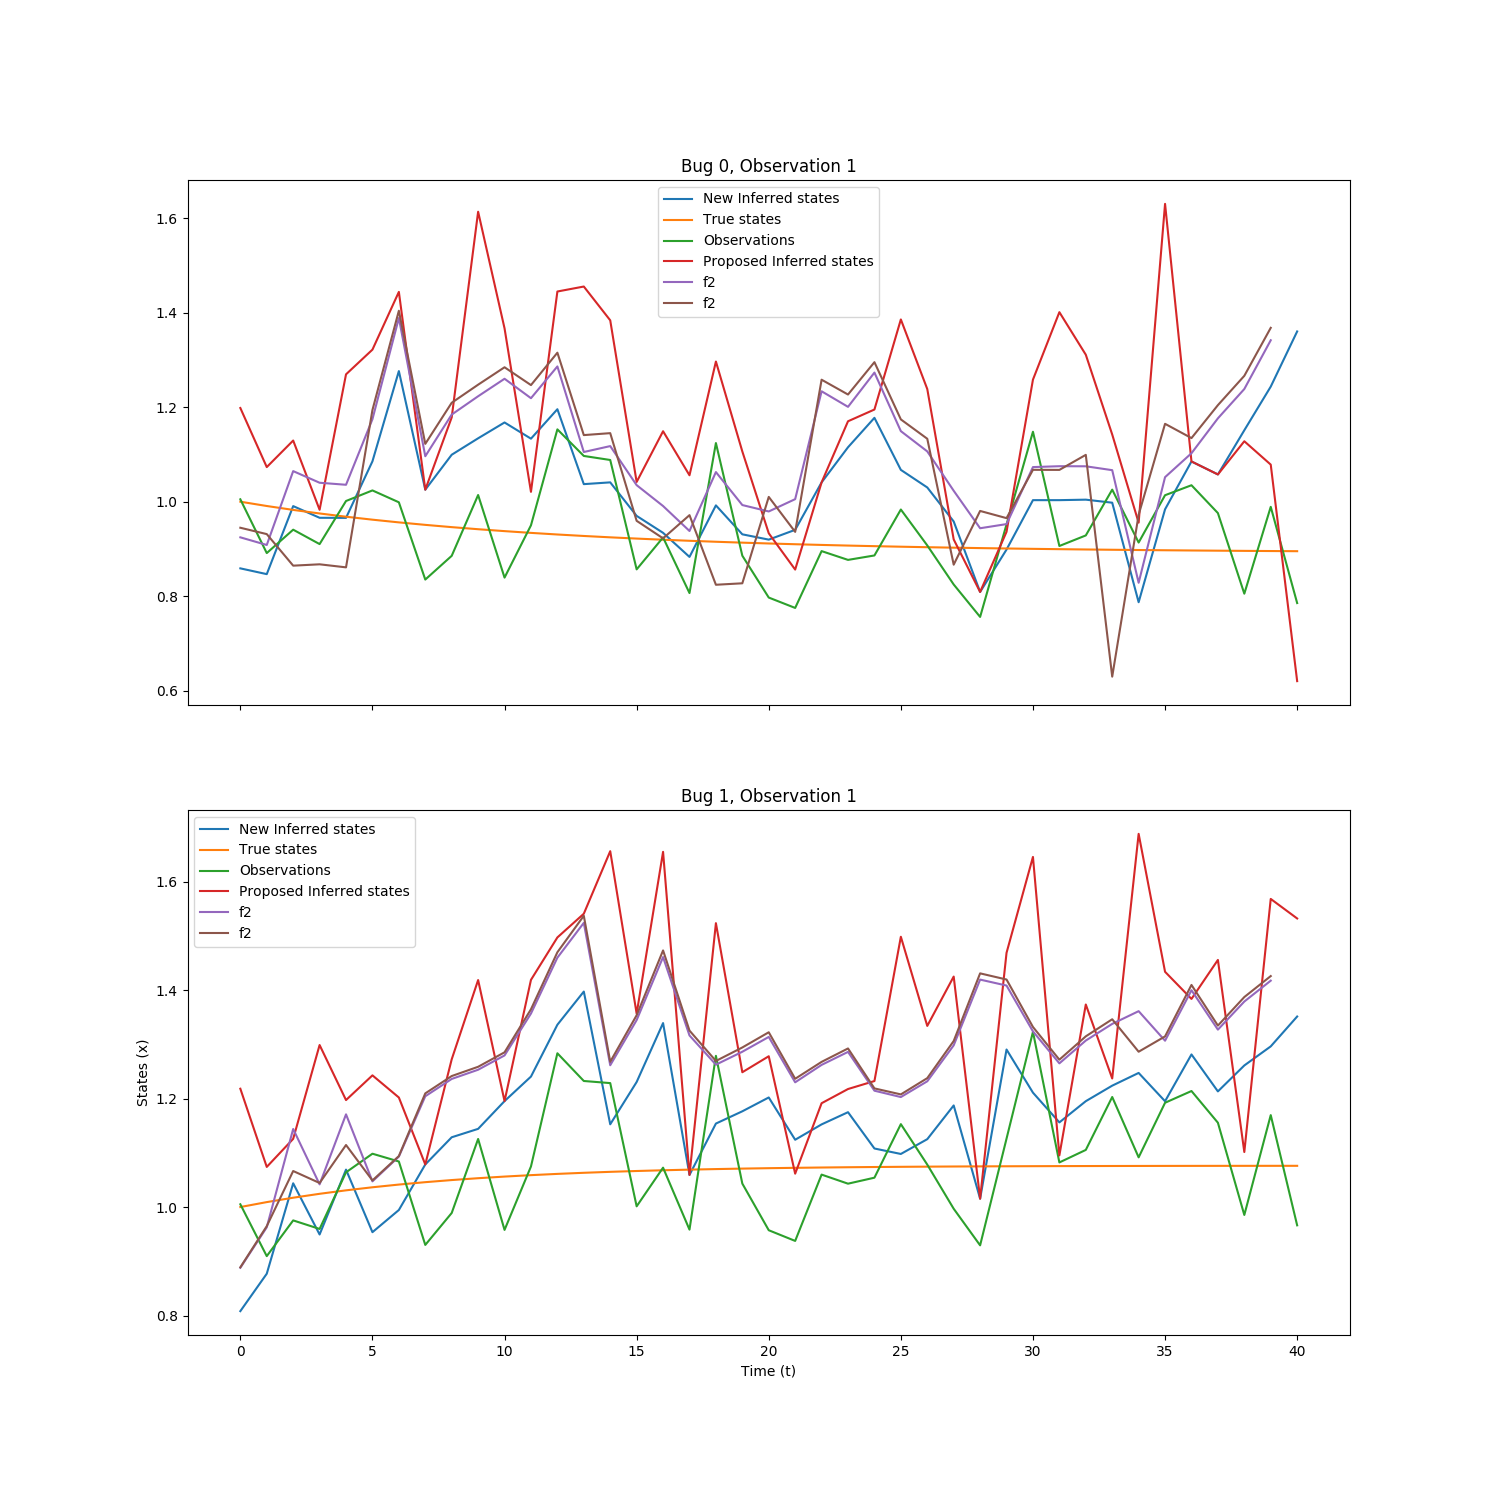 Bug 0, Observation 1
New Inferred states
True states
Observations
Proposed Inferred states
f2
f2
1.6
1.4
1.2
1.0
0.8
0.6
Bug 1, Observation 1
New Inferred states
True states
Observations
Proposed Inferred states
f2
f2
States (x)
1.6
1.4
1.2
1.0
0.8
0 5 10 15 20 25 30 35 40
Time (t)